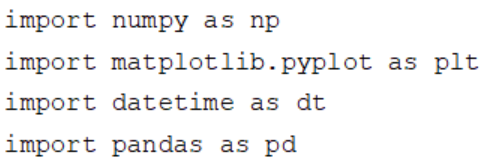 import numpy as np
import matplotlib.pyplot as plt
import datetime as dt
import pandas as pd